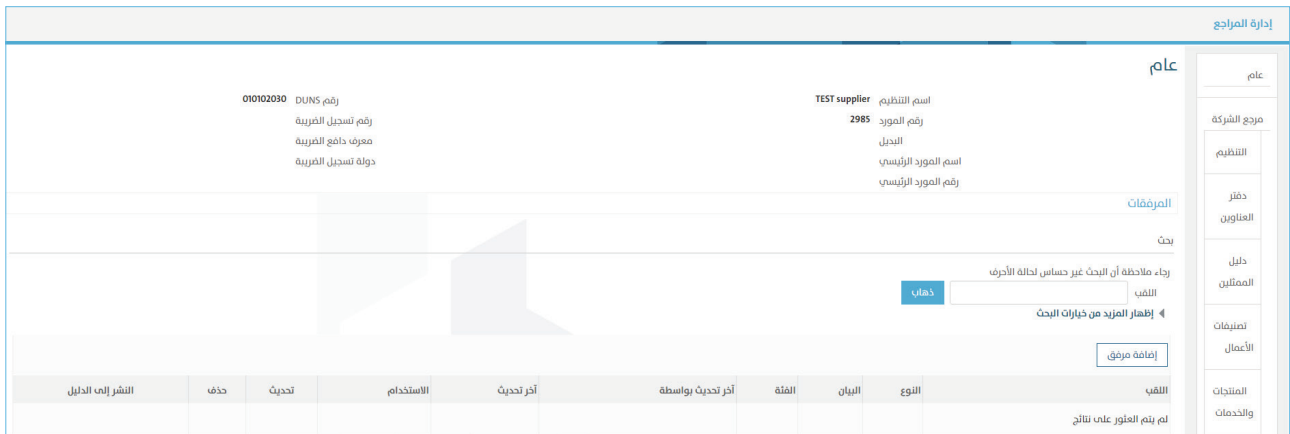 إدارة المراجع
عام
مرجع الشركة
التنظيم
دفتر
العناوين
دليل
الممثلين
تصنيفات
الأعمال
المنتجات
والخدمات
عام
اسم التنظيم TEST supplier
رقم المورد 2985
البديل
اسم المورد الرئيسي
رقم المورد الرئيسي
رقم DUNS 010102030
رقم تسجيل الضريبة
معرف دافع الضريبة
دولة تسجيل الضريبة
المرفقات
بحث
رجاء ملاحظة أن البحث غير حساس لحالة الأحرف
اللقب ذهاب
إظهار المزيد من خيارات البحث
إضافة مرفق
اللقب النوع البيان الفئة آخر تحديث بواسطة آخر تحديث الاستخدام تحديث حذف النشر إلى الدليل
لم يتم العثور على نتائج